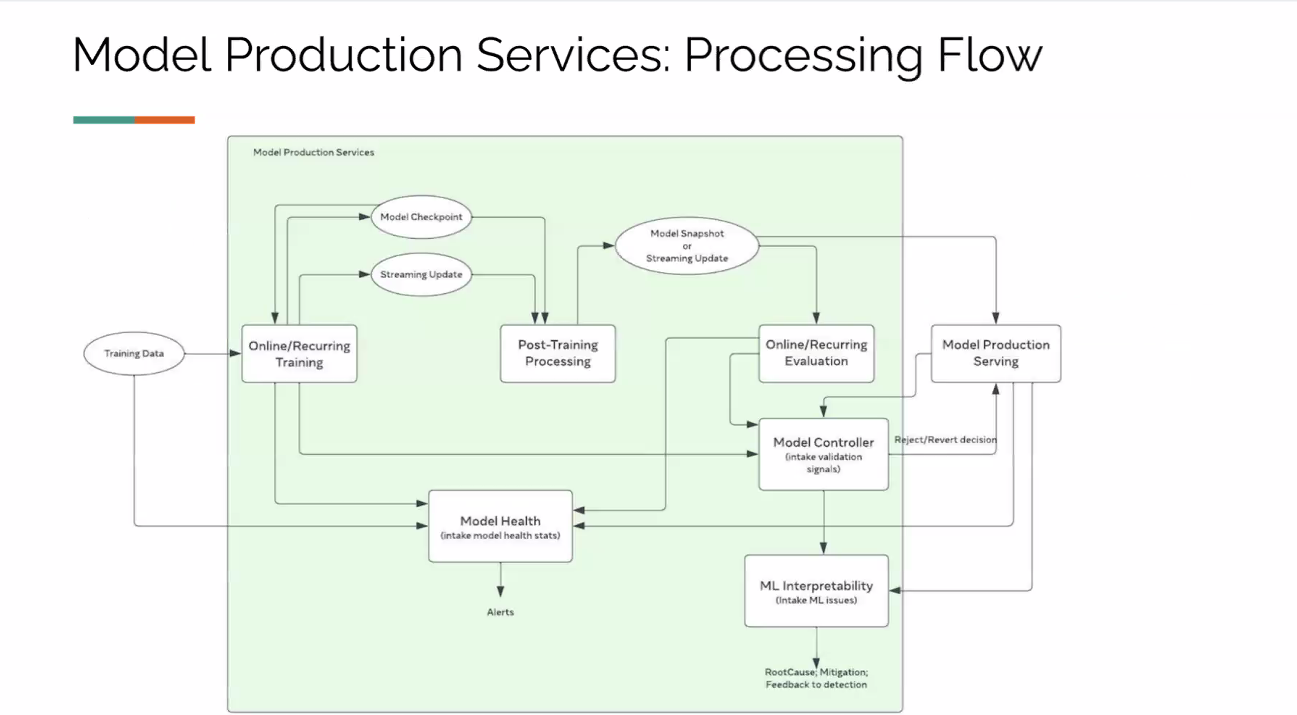 Model Production Services: Processing Flow
Model Production Services
Model Checkpoint
Streaming Update
Model Snapshot
or
Streaming Update
Training Data
Online/Recurring
Training
Post-Training
Processing
Online/Recurring
Evaluation
Model Production
Serving
Model Controller
(intake validation
signals)
Reject/Revert decision
Model Health
(intake model health stats)
Alerts
ML Interpretability
(Intake ML issues)
RootCause; Mitigation;
Feedback to detection